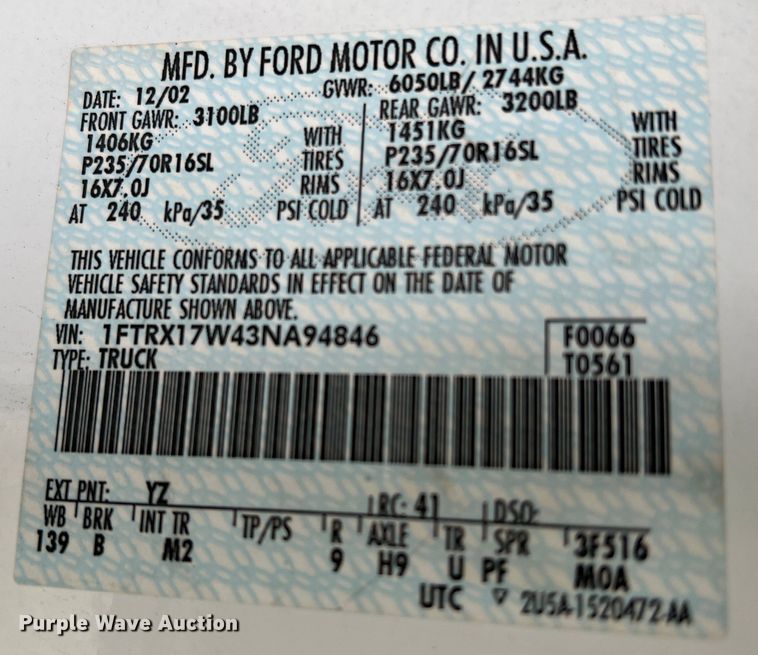 MFD. BY FORD MOTOR CO. IN U.S.A.
DATE: 12/02 GVWR: 6050LB/ 2744KG
FRONT GAWR: 3100LB REAR GAWR: 3200LB
1406KG WITH 1451KG WITH
P235/70R16SL TIRES P235/70R16SL TIRES
16X7.0J RIMS 16X7.0J RIMS
AT 240 kPa/35 PSI COLD AT 240 kPa/35 PSI COLD
THIS VEHICLE CONFORMS TO ALL APPLICABLE FEDERAL MOTOR
VEHICLE SAFETY STANDARDS IN EFFECT ON THE DATE OF
MANUFACTURE SHOWN ABOVE.
VIN: 1FTRX17W43NA94846 F0066
TYPE: TRUCK T0561
EXT PNT: YZ RC: 41 DSO:
WB BRK INT TR TP/PS R AXLE TR SPR 3F516
139 B M2 9 H9 U PF MOA
UTC ▽ 2U5A-1520472-AA
Purple Wave Auction